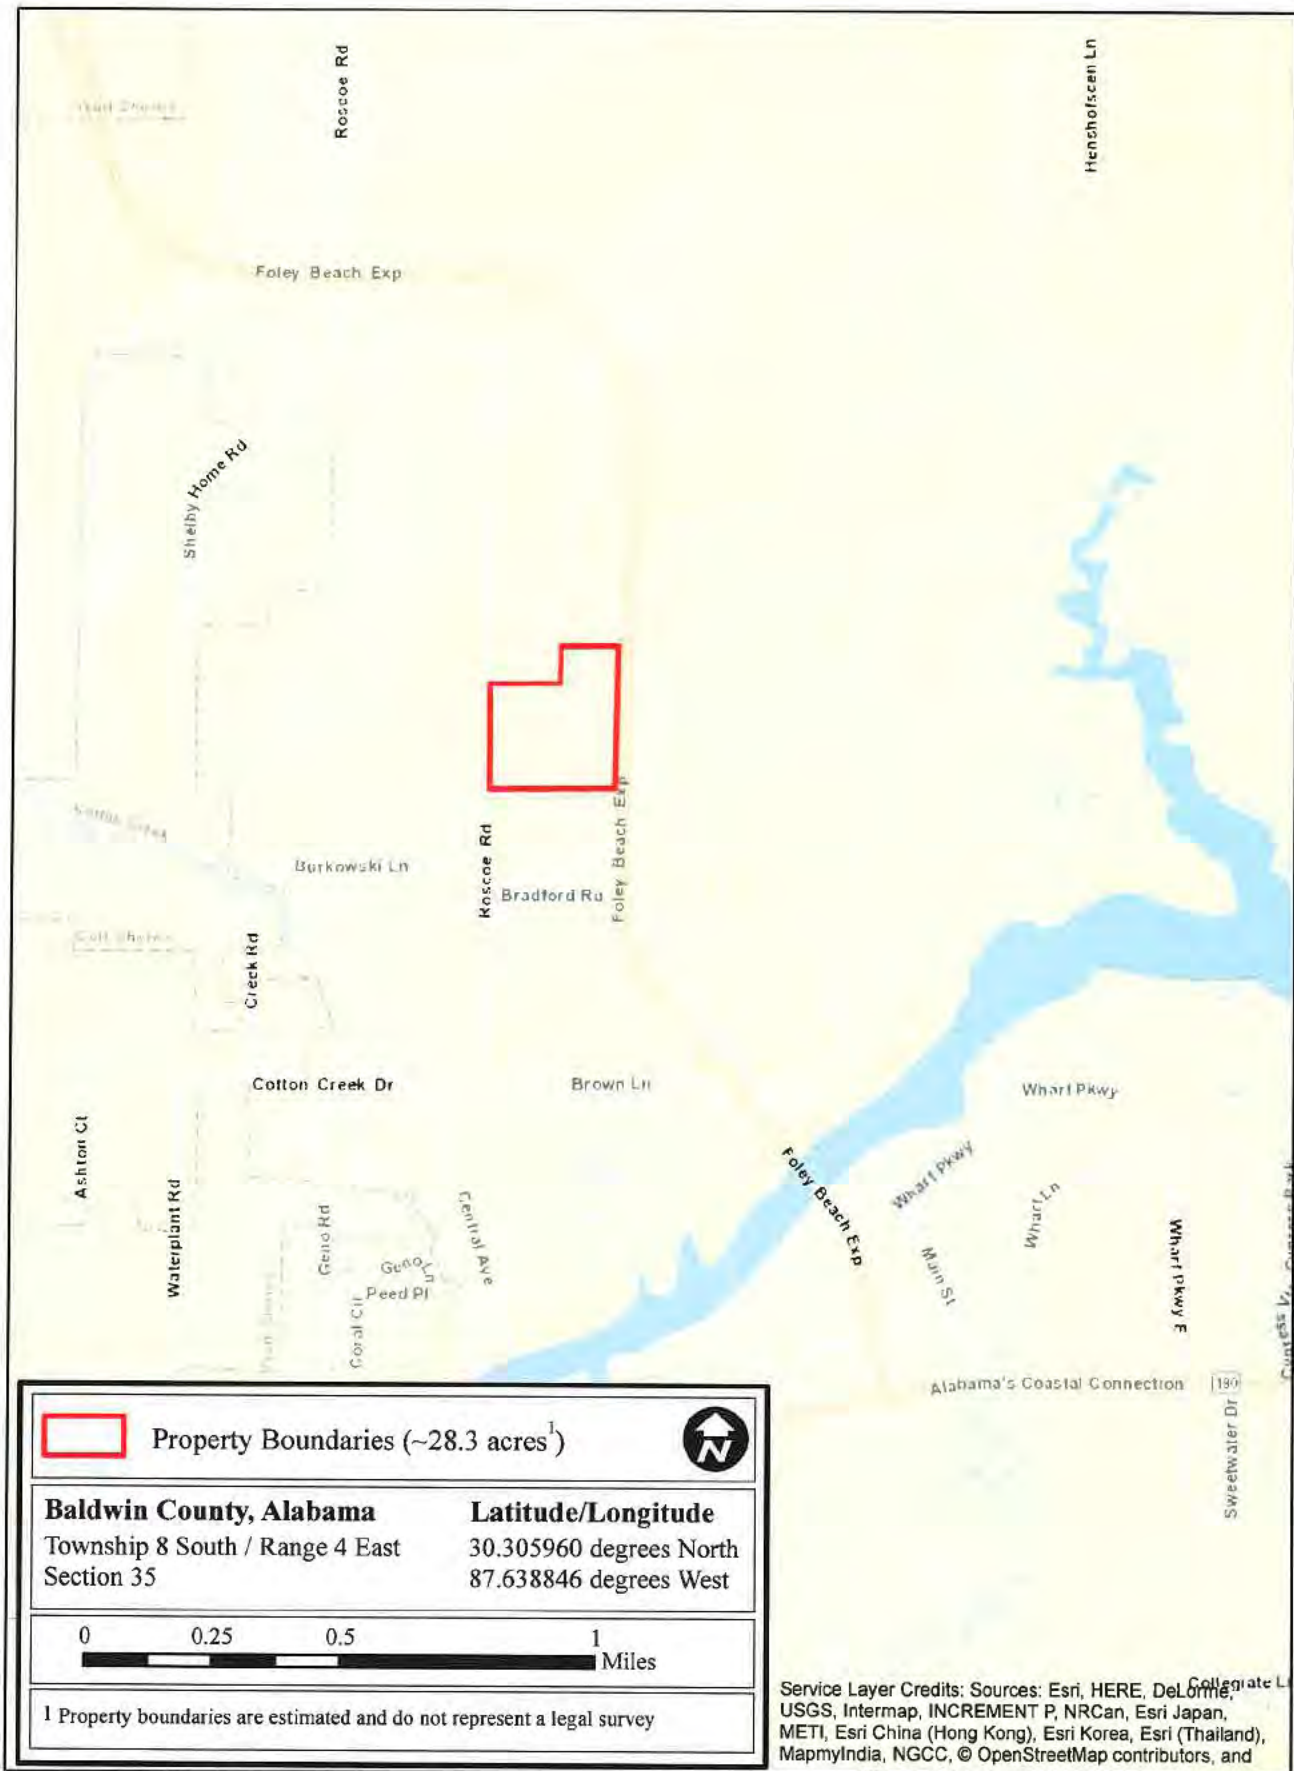 Roscoe Rd
Henshofscen Ln
Foley Beach Exp
Shelby Home Rd
Foley Beach Exp
Roscoe Rd
Burkowski Ln
Bradford Rd
Creek Rd
Cotton Creek Dr
Brown Ln
Wharf Pkwy
Ashton Ct
Waterplant Rd
Geno Rd
Geno Ln
Peed Pl
Coral Cir
Central Ave
Foley Beach Exp
Wharf Pkwy
Main St
Wharf Ln
Wharf Pkwy E
Alabama's Coastal Connection
180
Sweetwater Dr
Property Boundaries (~28.3 acres1)
N
Baldwin County, Alabama
Township 8 South / Range 4 East
Section 35
Latitude/Longitude
30.305960 degrees North
87.638846 degrees West
0 0.25 0.5 1
Miles
1 Property boundaries are estimated and do not represent a legal survey
Service Layer Credits: Sources: Esri, HERE, DeLorme,
USGS, Intermap, INCREMENT P, NRCan, Esri Japan,
METI, Esri China (Hong Kong), Esri Korea, Esri (Thailand),
MapmyIndia, NGCC, © OpenStreetMap contributors, and